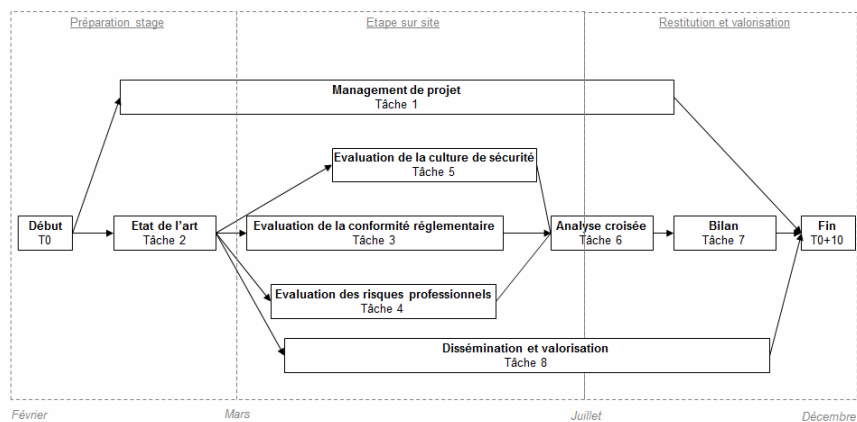 Préparation stage
Etape sur site
Restitution et valorisation
Management de projet
Tâche 1
Evaluation de la culture de sécurité
Tâche 5
Début
T0
Etat de l'art
Tâche 2
Evaluation de la conformité réglementaire
Tâche 3
Analyse croisée
Tâche 6
Bilan
Tâche 7
Fin
T0+10
Evaluation des risques professionnels
Tâche 4
Dissémination et valorisation
Tâche 8
Février
Mars
Juillet
Décembre